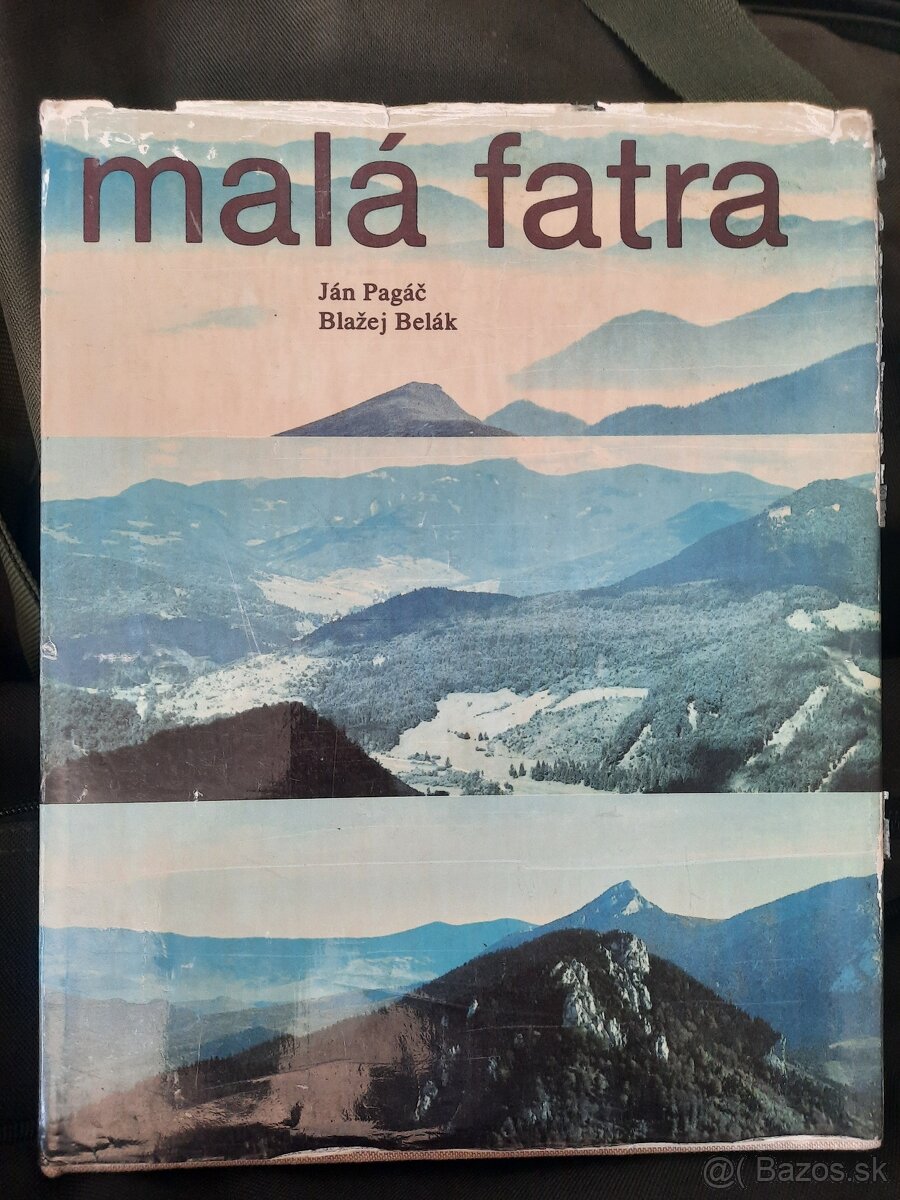 malá fatra
Ján Pagáč
Blažej Belák
@( Bazos.sk